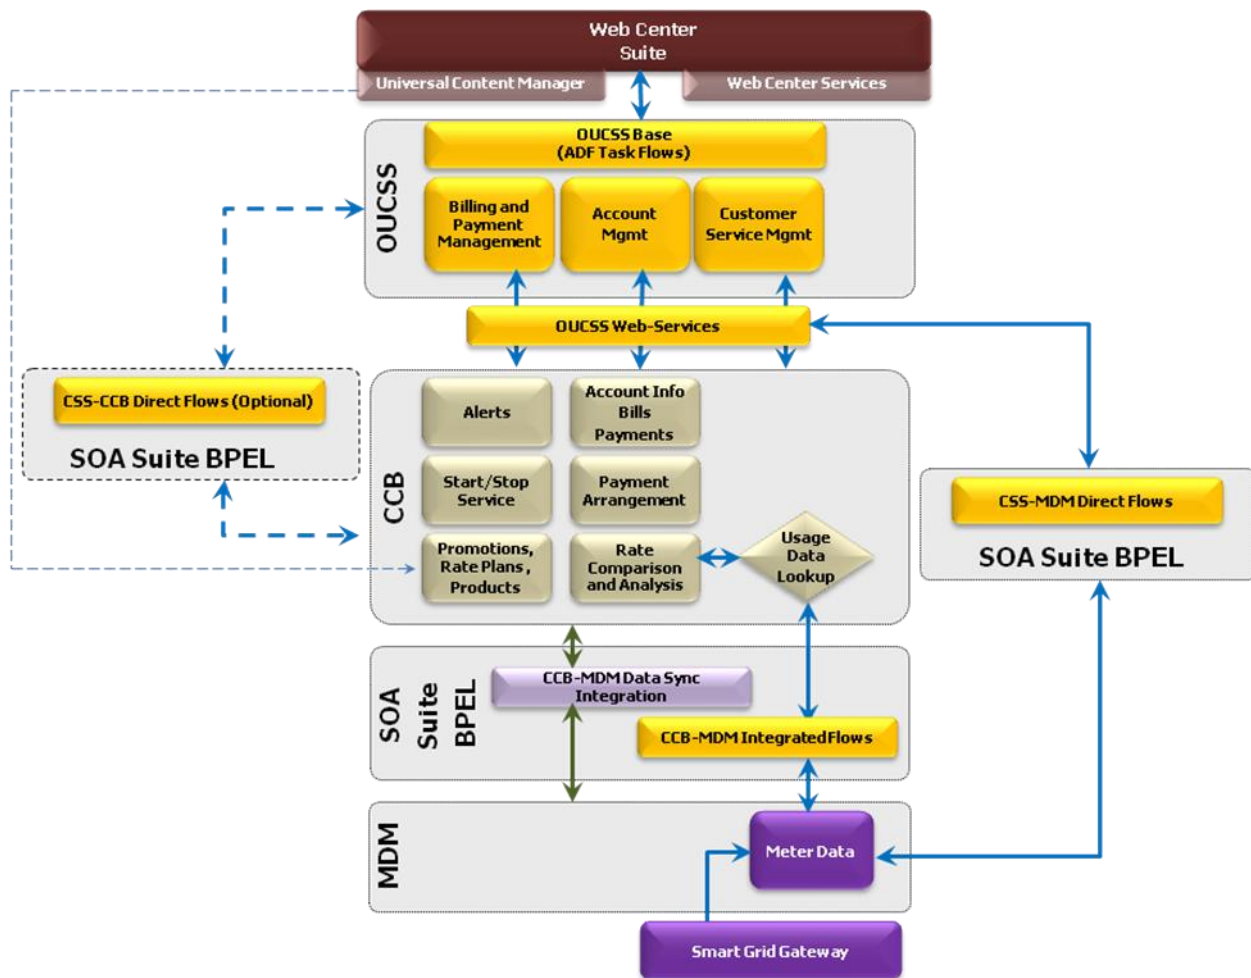 Web Center
Suite
Universal Content Manager
Web Center Services
OUCSS
OUCSS Base
(ADF Task Flows)
Billing and
Payment
Management
Account
Mgmt
Customer
Service Mgmt
OUCSS Web-Services
CSS-CCB Direct Flows (Optional)
SOA Suite BPEL
CCB
Alerts
Account Info
Bills
Payments
Start/Stop
Service
Payment
Arrangement
Promotions,
Rate Plans ,
Products
Rate
Comparison
and Analysis
Usage
Data
Lookup
CSS-MDM Direct Flows
SOA Suite BPEL
SOA
Suite
BPEL
CCB-MDM Data Sync
Integration
CCB-MDM Integrated Flows
MDM
Meter Data
Smart Grid Gateway